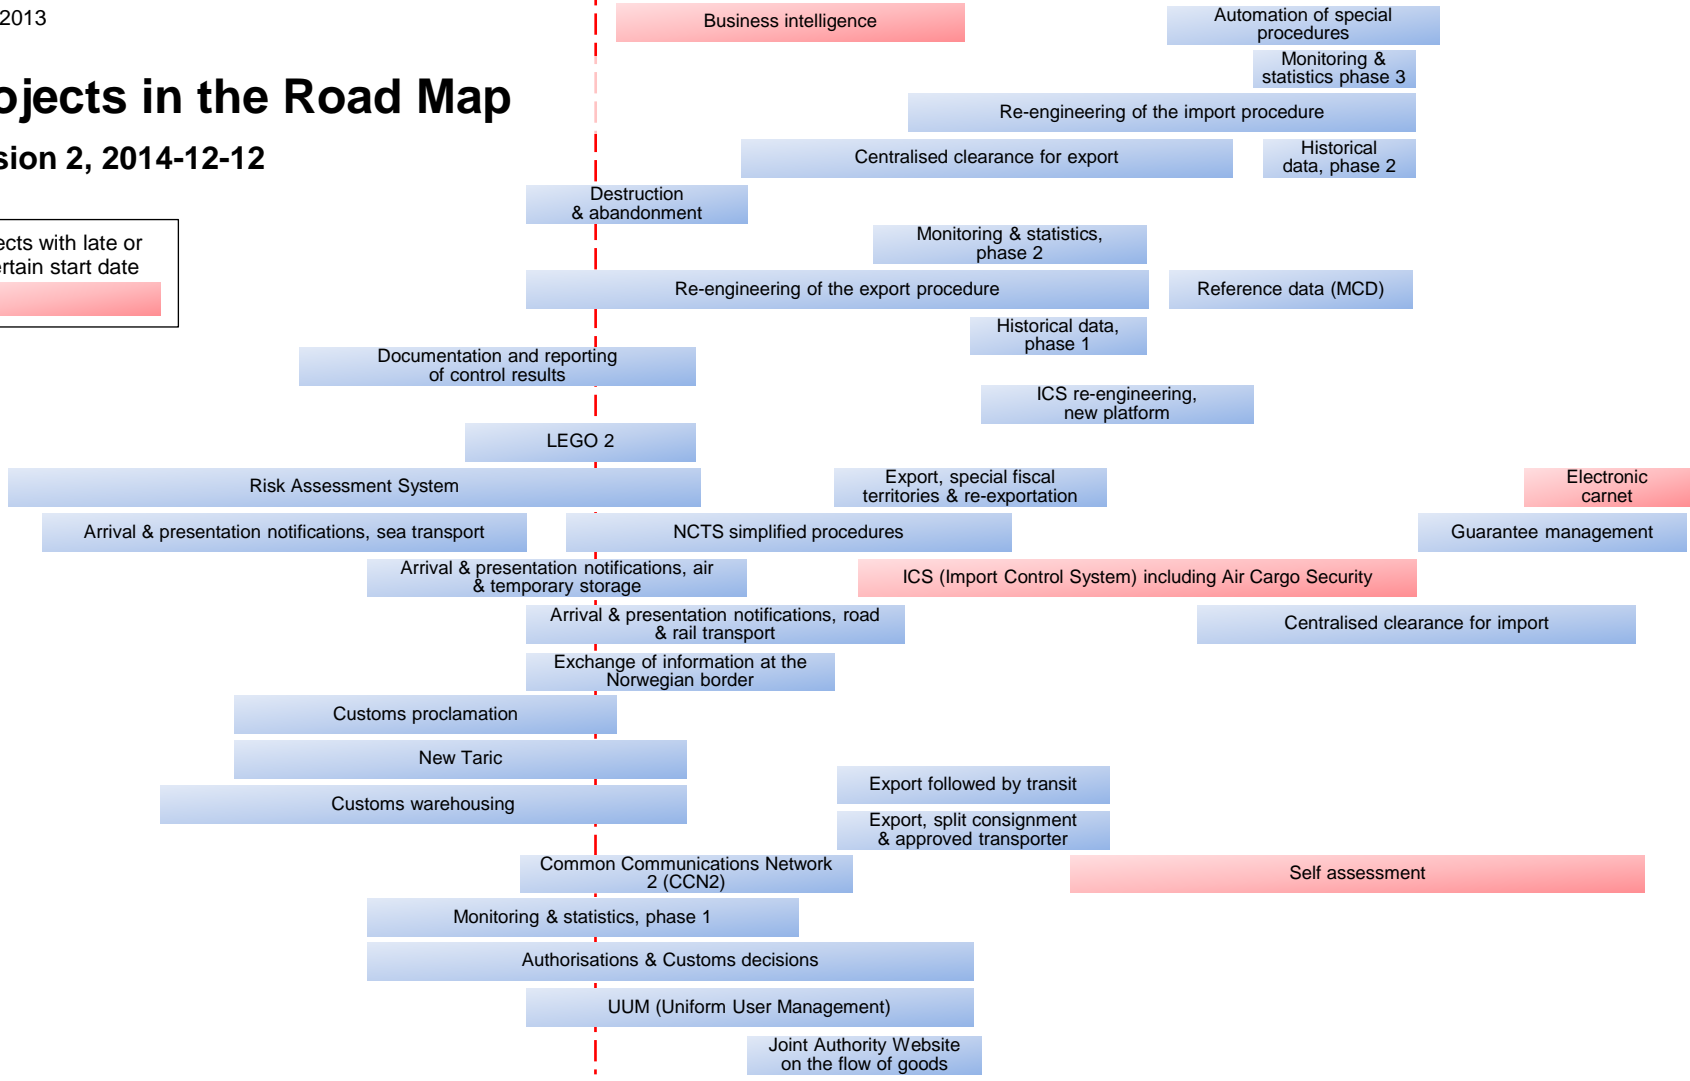 2013
Business intelligence
Automation of special
procedures
Monitoring &
statistics phase 3
ojects in the Road Map
Re-engineering of the import procedure
sion 2, 2014-12-12
Centralised clearance for export
Historical
data, phase 2
Destruction
& abandonment
ects with late or
ertain start date
Monitoring & statistics,
phase 2
Re-engineering of the export procedure
Reference data (MCD)
Historical data,
phase 1
Documentation and reporting
of control results
ICS re-engineering,
new platform
LEGO 2
Risk Assessment System
Export, special fiscal
territories & re-exportation
Electronic
carnet
Arrival & presentation notifications, sea transport
NCTS simplified procedures
Guarantee management
Arrival & presentation notifications, air
& temporary storage
ICS (Import Control System) including Air Cargo Security
Arrival & presentation notifications, road
& rail transport
Centralised clearance for import
Exchange of information at the
Norwegian border
Customs proclamation
New Taric
Export followed by transit
Customs warehousing
Export, split consignment
& approved transporter
Common Communications Network
2 (CCN2)
Self assessment
Monitoring & statistics, phase 1
Authorisations & Customs decisions
UUM (Uniform User Management)
Joint Authority Website
on the flow of goods